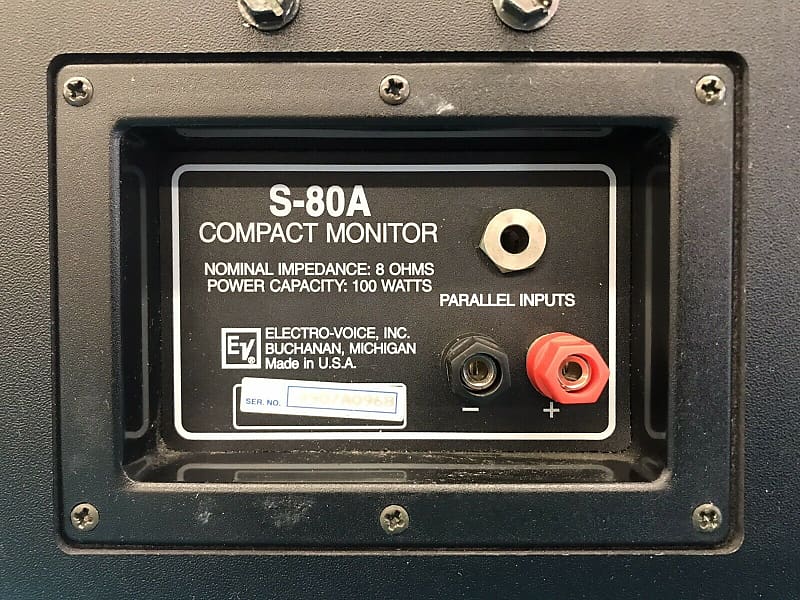 S-80A
COMPACT MONITOR
NOMINAL IMPEDANCE: 8 OHMS
POWER CAPACITY: 100 WATTS
PARALLEL INPUTS
EV®
ELECTRO-VOICE, INC.
BUCHANAN, MICHIGAN
Made in U.S.A.
SER. NO.
− +